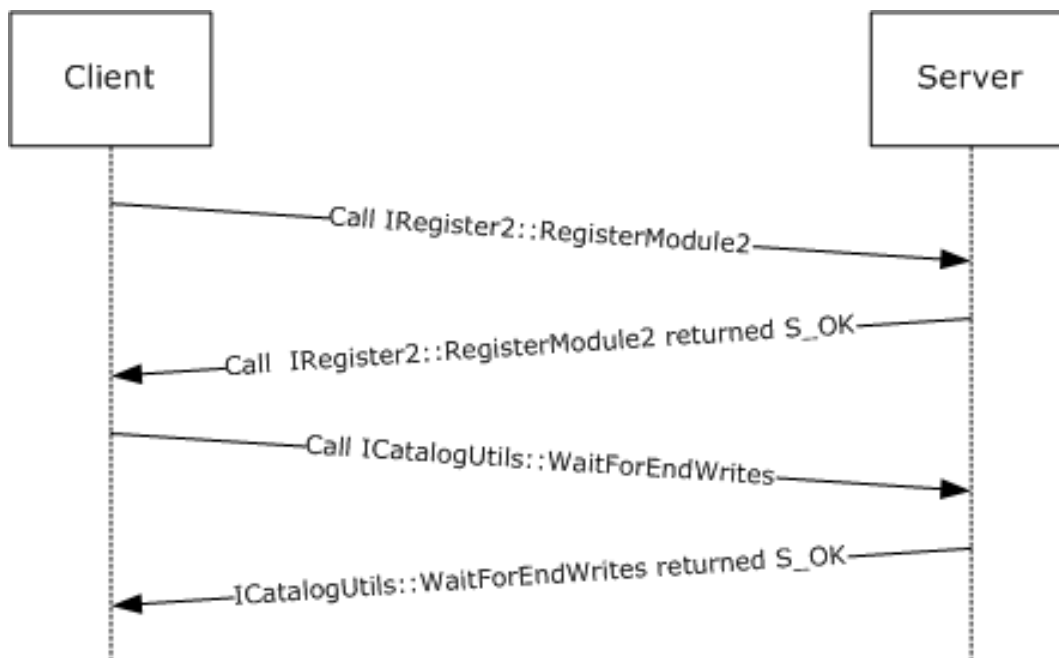 Client
Server
Call IRegister2::RegisterModule2
Call  IRegister2::RegisterModule2 returned S_OK
Call ICatalogUtils::WaitForEndWrites
ICatalogUtils::WaitForEndWrites returned S_OK